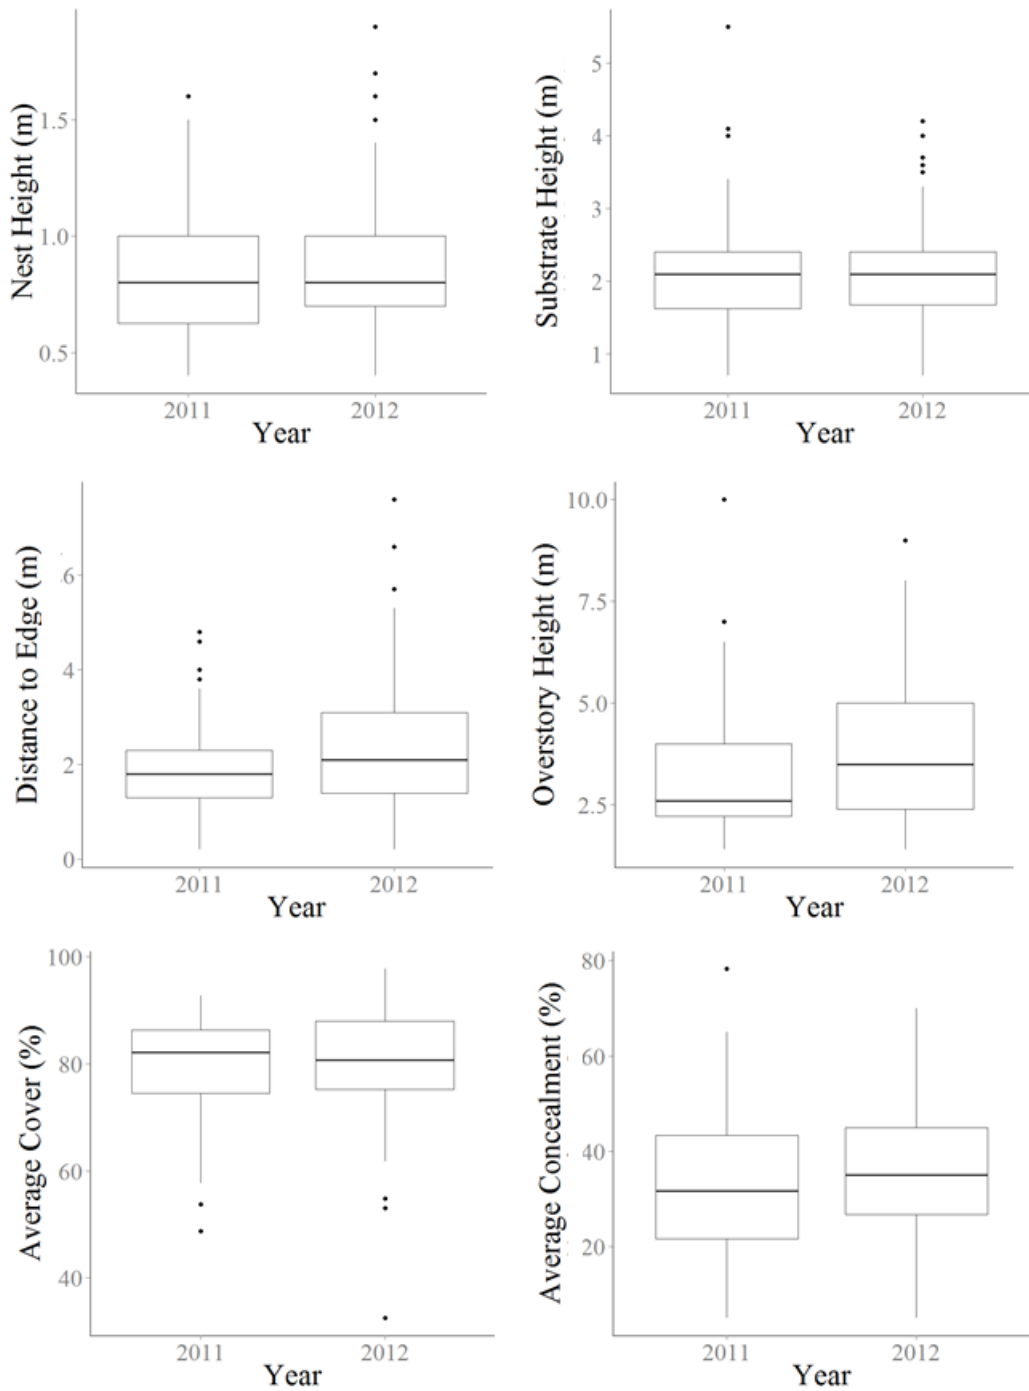 Nest Height (m)
1.5
1.0
0.5
2011 2012
Year
Substrate Height (m)
5
4
3
2
1
2011 2012
Year
Distance to Edge (m)
6
4
2
0
2011 2012
Year
Overstory Height (m)
10.0
7.5
5.0
2.5
2011 2012
Year
Average Cover (%)
100
80
60
40
2011 2012
Year
Average Concealment (%)
80
60
40
20
2011 2012
Year